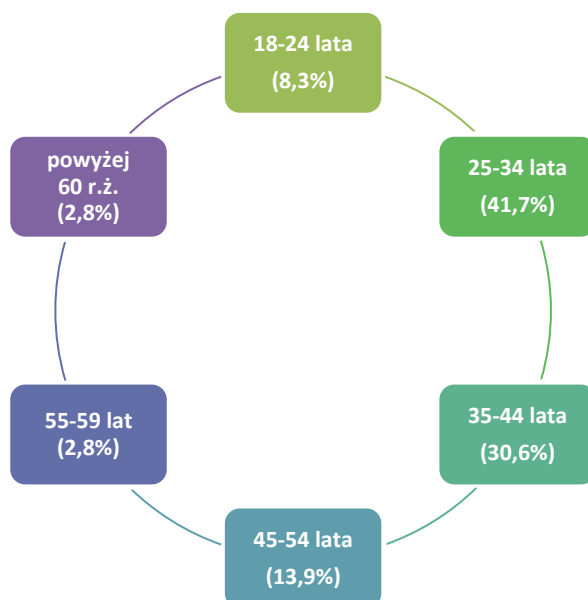 18-24 lata
(8,3%)
25-34 lata
(41,7%)
35-44 lata
(30,6%)
45-54 lata
(13,9%)
55-59 lat
(2,8%)
powyżej
60 r.ż.
(2,8%)